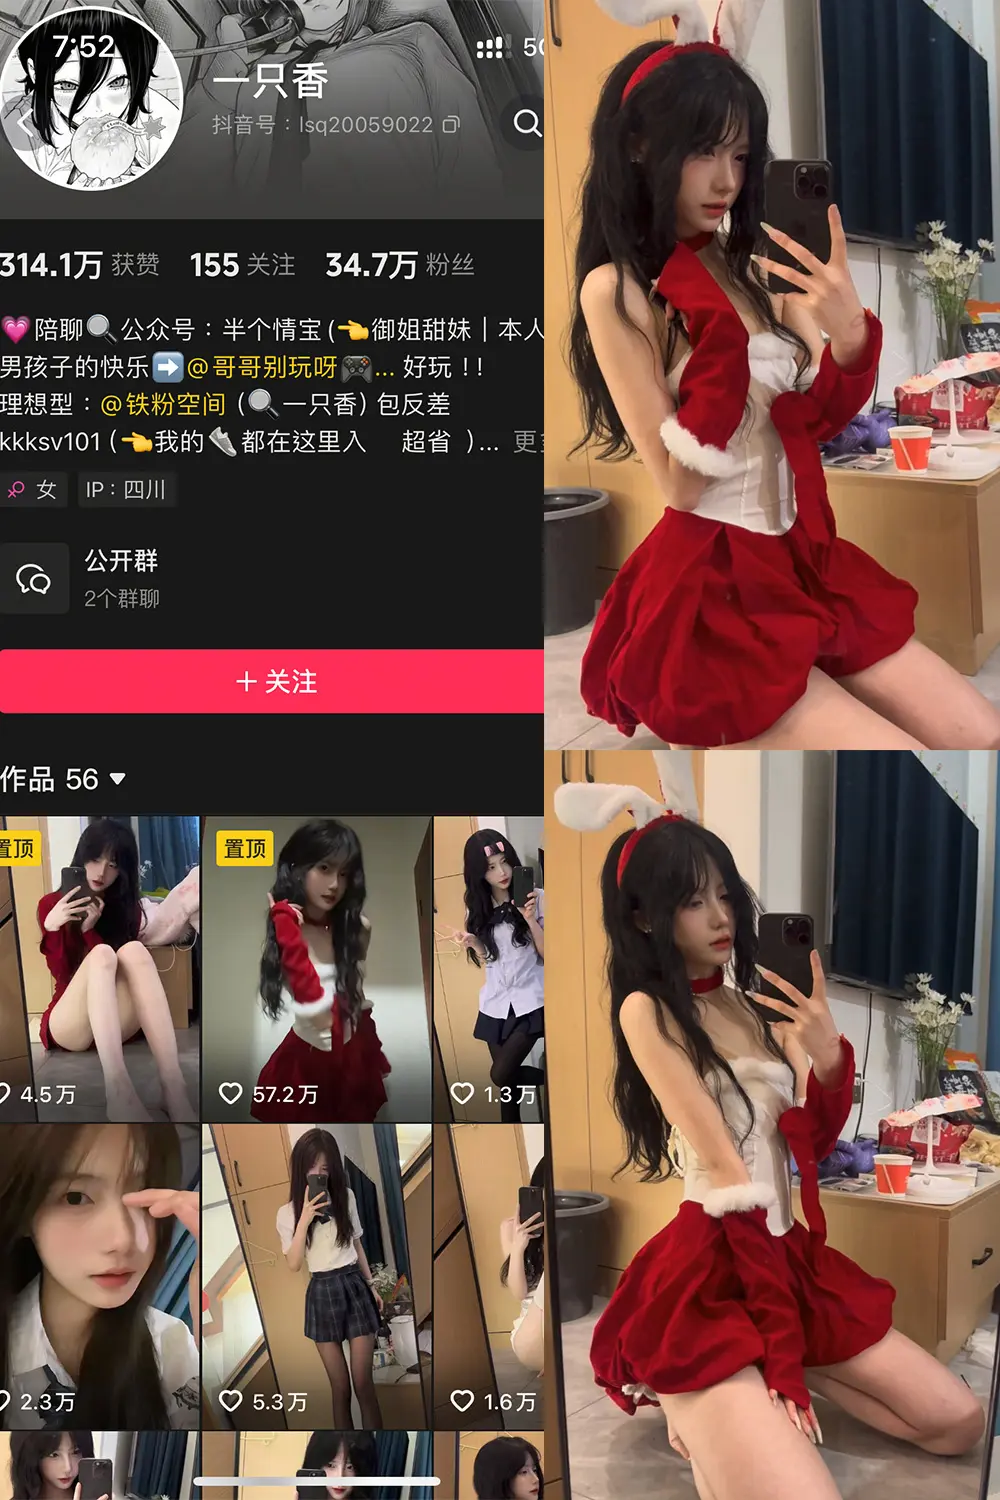 7:52
一只香
抖音号：lsq20059022
314.1万 获赞 155 关注 34.7万 粉丝
💗陪聊🔍公众号：半个情宝(👈御姐甜妹｜本人
男孩子的快乐➡️@哥哥别玩呀🎮... 好玩 ! !
理想型：@铁粉空间 (🔍一只香) 包反差
kkksv101 (👈我的👟都在这里入 超省 )... 更
女 IP：四川
公开群
2个群聊
+ 关注
作品 56
置顶 置顶
4.5万 57.2万 1.3万
2.3万 5.3万 1.6万